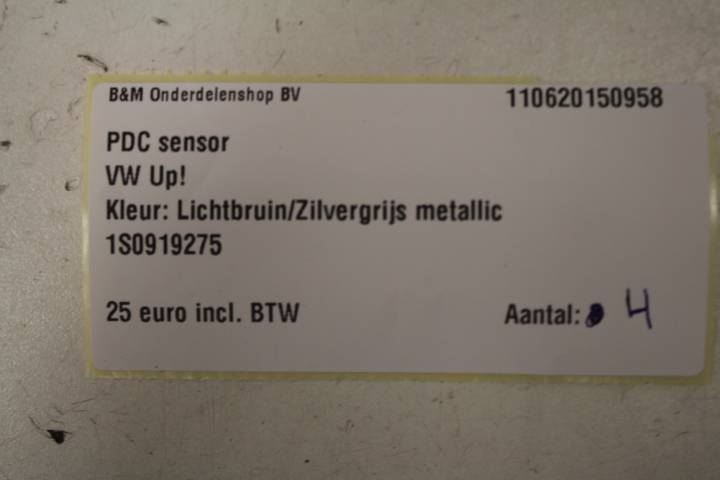 B&M Onderdelenshop BV 110620150958
PDC sensor
VW Up!
Kleur: Lichtbruin/Zilvergrijs metallic
1S0919275
25 euro incl. BTW Aantal: 4